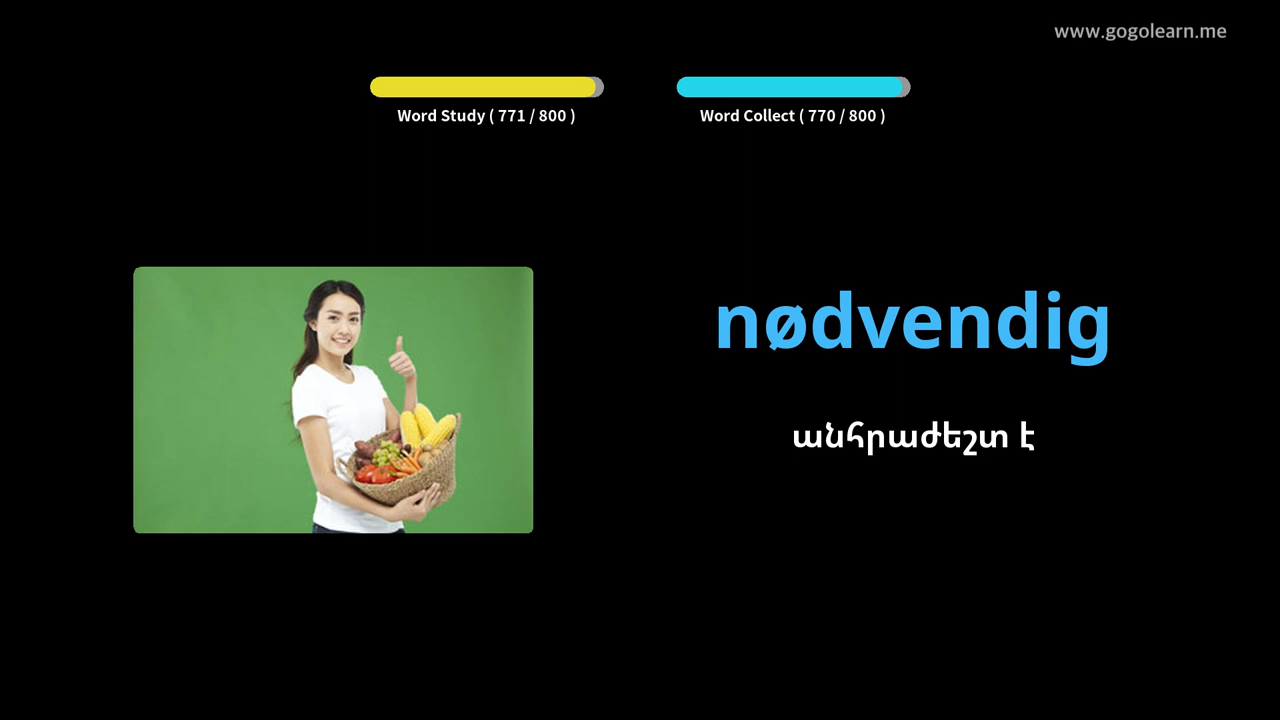 www.gogolearn.me
Word Study ( 771 / 800 )
Word Collect ( 770 / 800 )
nødvendig
անհրաժեշտ է